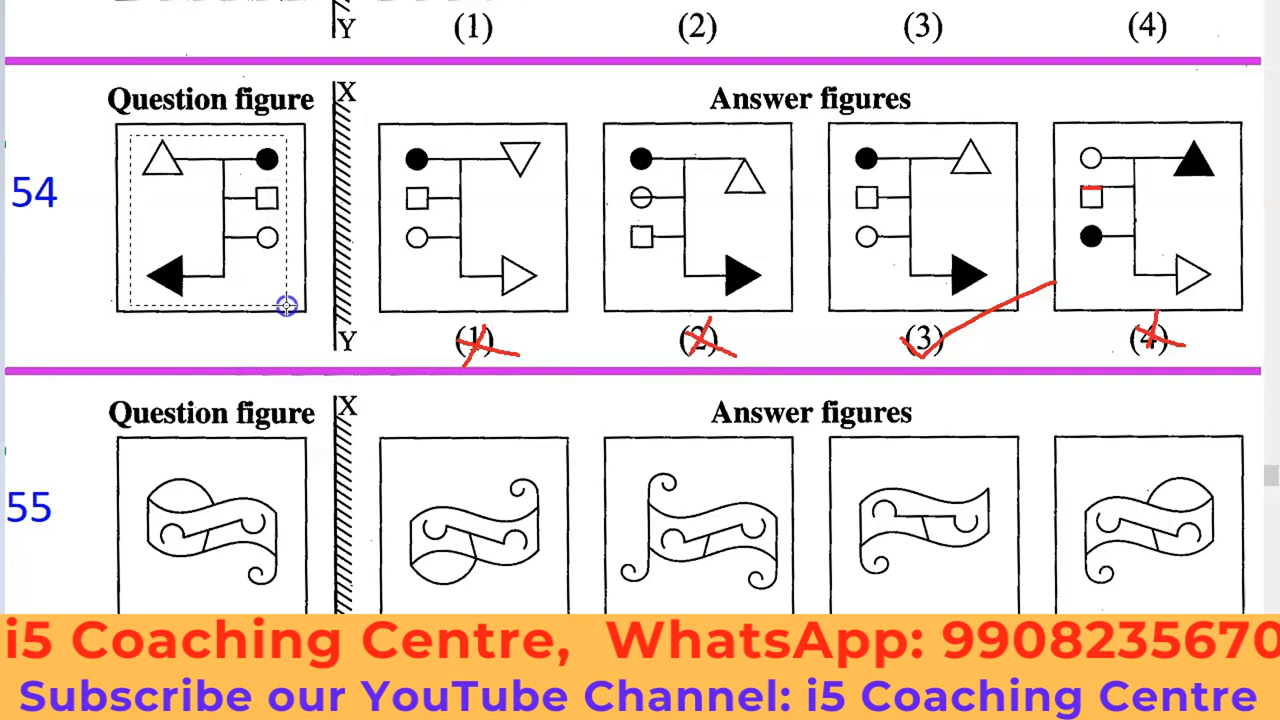 Y (1) (2) (3) (4)
Question figure X Answer figures
54
Y (1) (2) (3) (4)
Question figure X Answer figures
55
i5 Coaching Centre, WhatsApp: 9908235670
Subscribe our YouTube Channel: i5 Coaching Centre